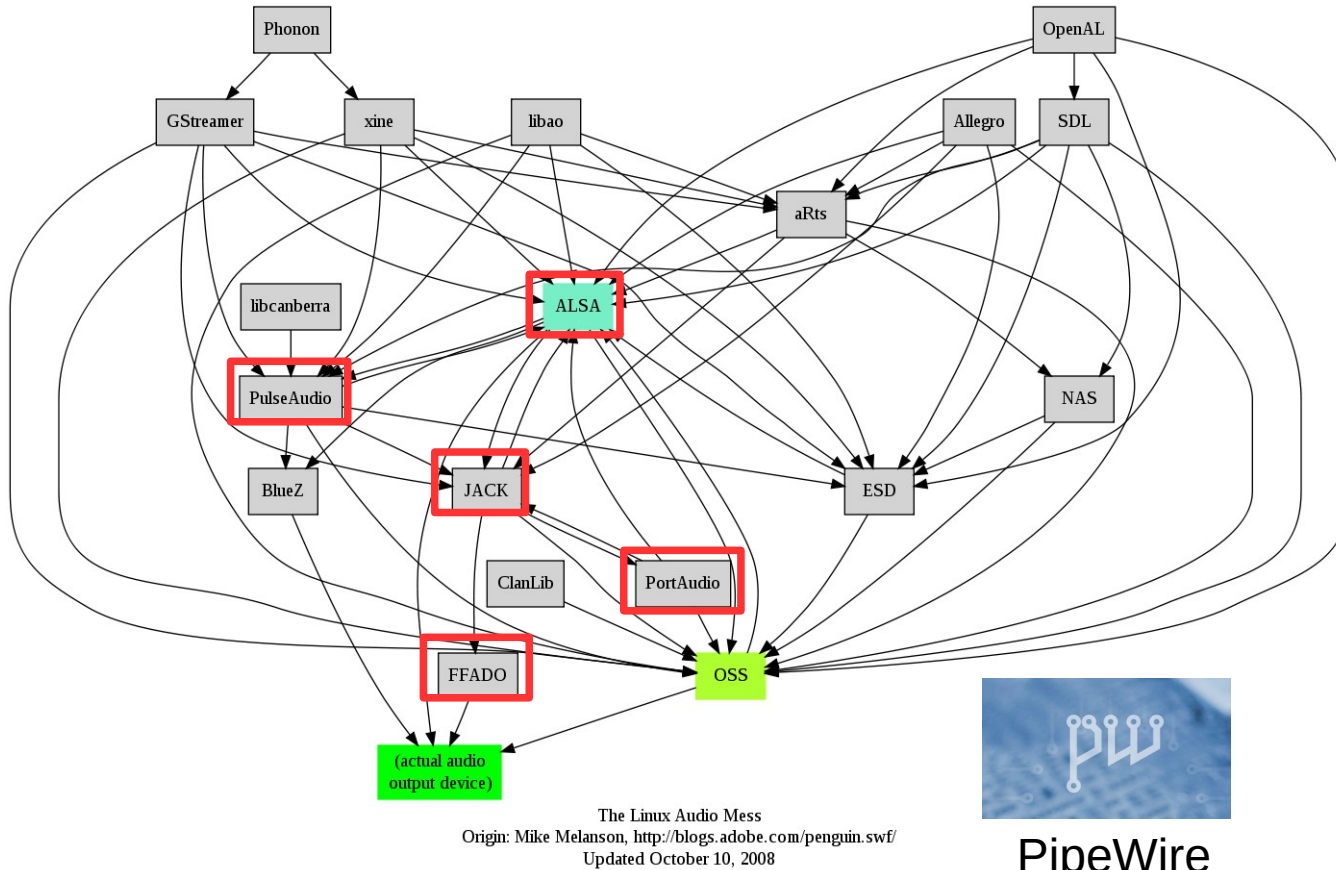 Phonon
OpenAL
GStreamer
xine
libao
Allegro
SDL
aRts
libcanberra
ALSA
PulseAudio
NAS
BlueZ
JACK
ESD
ClanLib
PortAudio
FFADO
OSS
(actual audio
output device)
pw
The Linux Audio Mess
Origin: Mike Melanson, http://blogs.adobe.com/penguin.swf/
Updated October 10, 2008
PipeWire